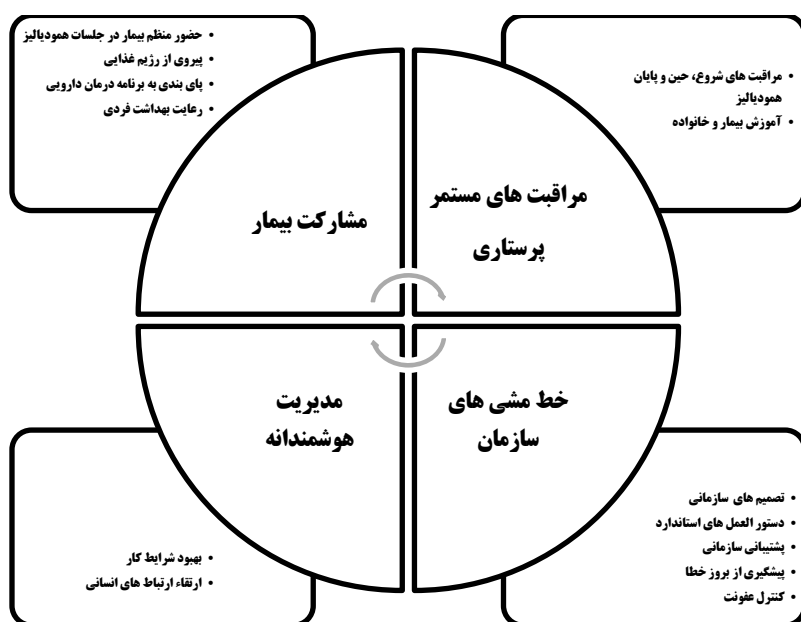 • مراقبت های شروع، حین و پایان
همودیالیز
• آموزش بیمار و خانواده
• حضور منظم بیمار در جلسات همودیالیز
• پیروی از رژیم غذایی
• پای بندی به برنامه درمان دارویی
• رعایت بهداشت فردی
مراقبت های مستمر
پرستاری
مشارکت بیمار
خط مشی های
سازمان
مدیریت
هوشمندانه
• تصمیم های سازمانی
• دستور العمل های استاندارد
• پشتیبانی سازمانی
• پیشگیری از بروز خطا
• کنترل عفونت
• بهبود شرایط کار
• ارتقاء ارتباط های انسانی